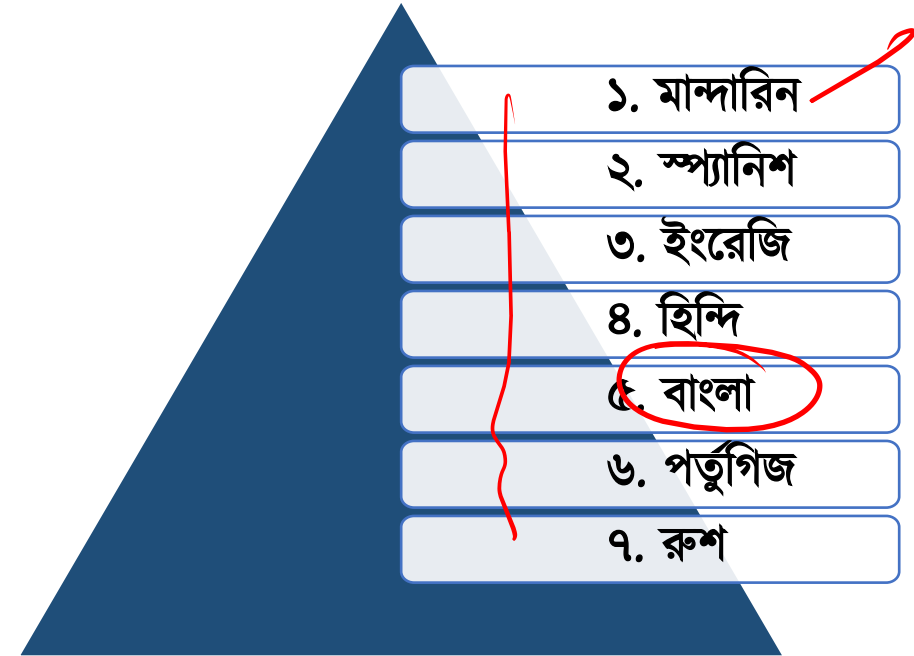 ১. মান্দারিন
২. স্প্যানিশ
৩. ইংরেজি
৪. হিন্দি
৫. বাংলা
৬. পর্তুগিজ
৭. রুশ